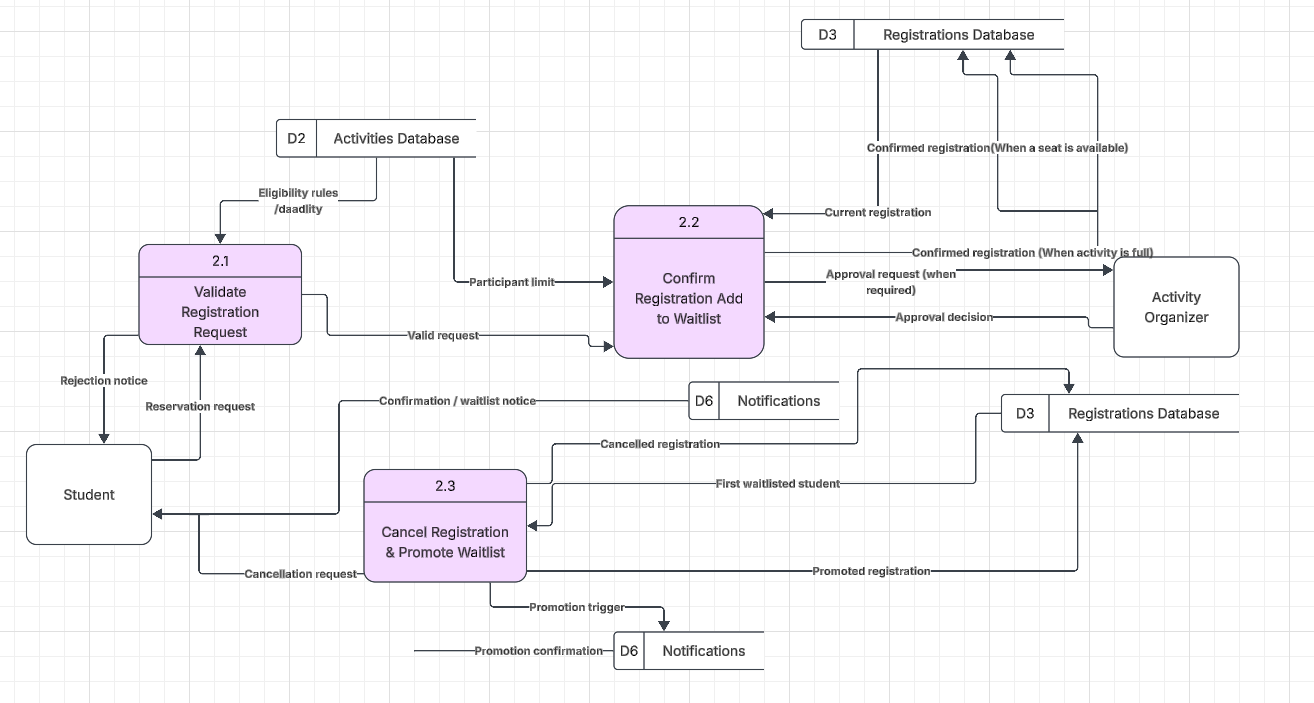 D3
Registrations Database
D2
Activities Database
Confirmed registration(When a seat is available)
Eligibility rules
/daadlity
Current registration
2.2
Confirm
Registration Add
to Waitlist
2.1
Validate
Registration
Request
Confirmed registration (When activity is full)
Approval request (when
required)
Participant limit
Activity
Organizer
Approval decision
Valid request
Rejection notice
Reservation request
Confirmation / waitlist notice
D6
Notifications
D3
Registrations Database
Cancelled registration
First waitlisted student
Student
2.3
Cancel Registration
& Promote Waitlist
Cancellation request
Promoted registration
Promotion trigger
Promotion confirmation
D6
Notifications